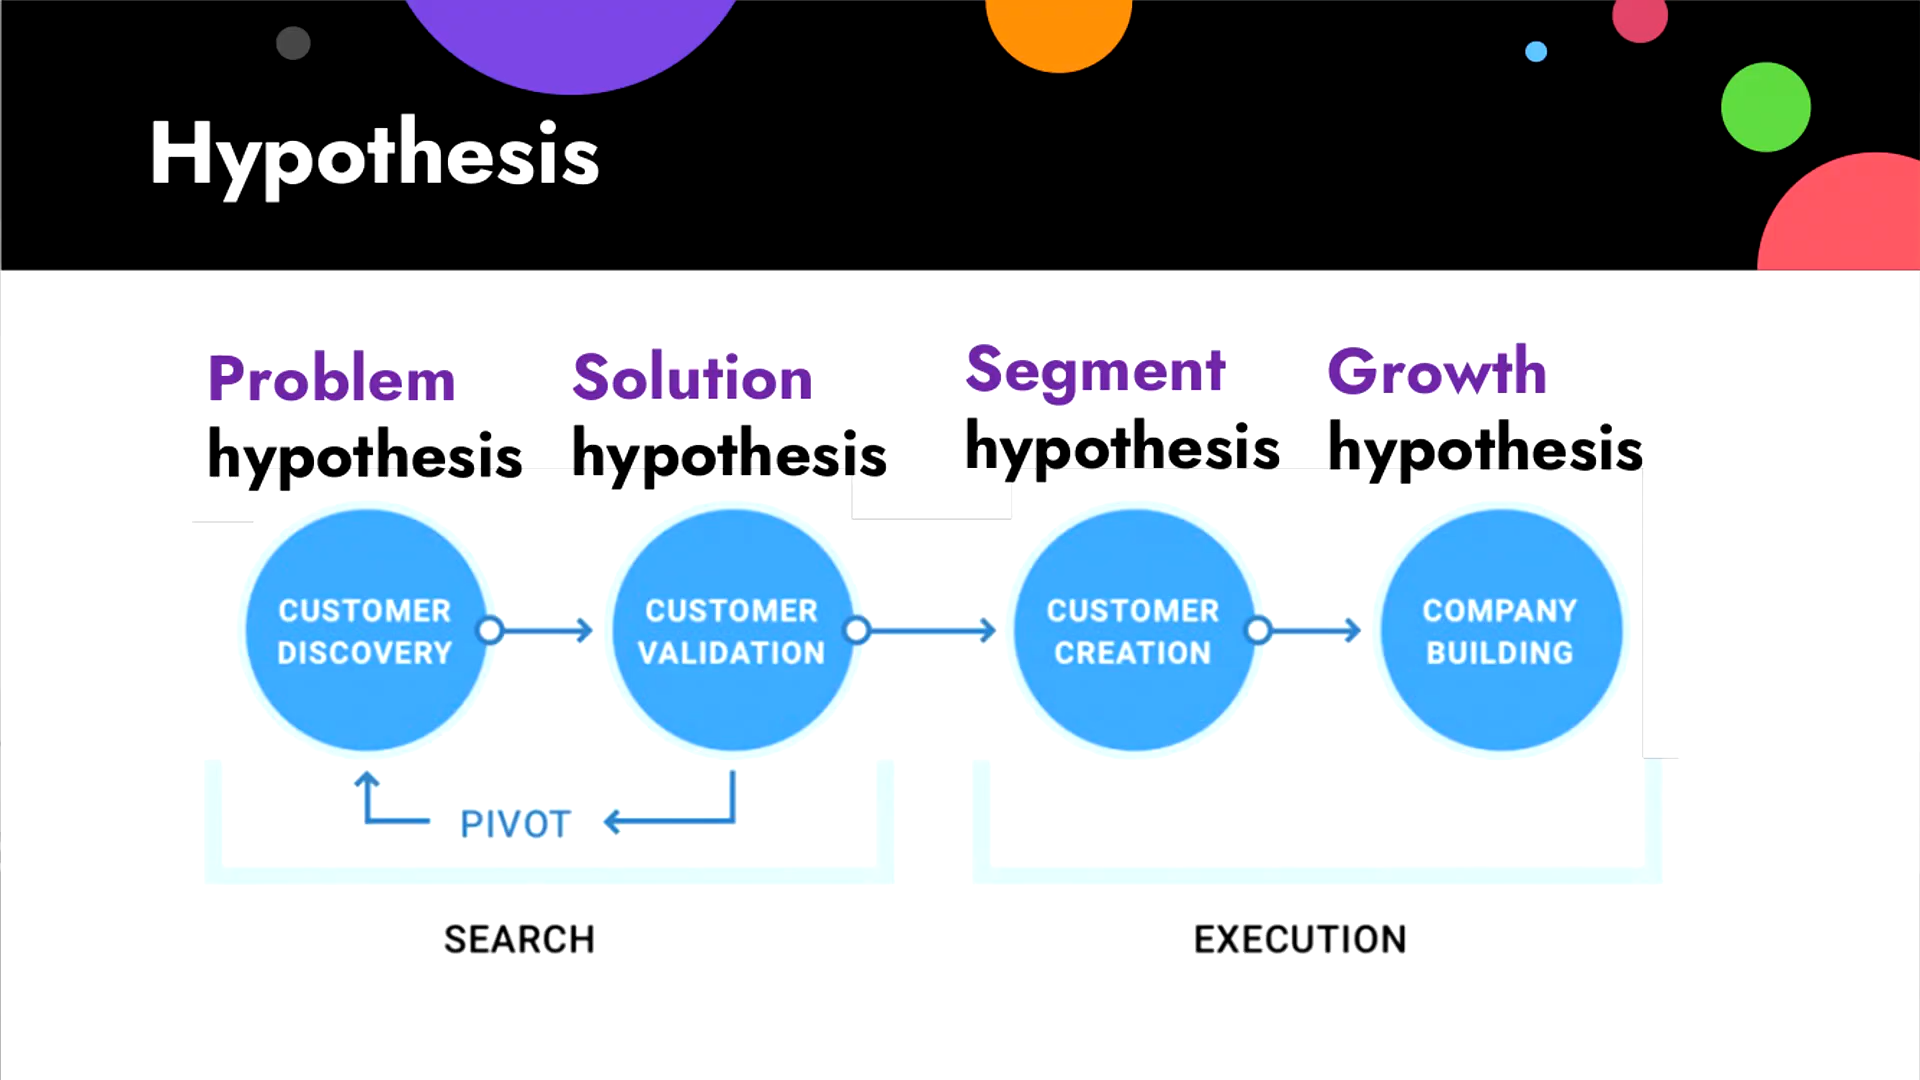 Hypothesis
Problem
hypothesis
Solution
hypothesis
Segment
hypothesis
Growth
hypothesis
CUSTOMER
DISCOVERY
CUSTOMER
VALIDATION
CUSTOMER
CREATION
COMPANY
BUILDING
PIVOT
SEARCH
EXECUTION